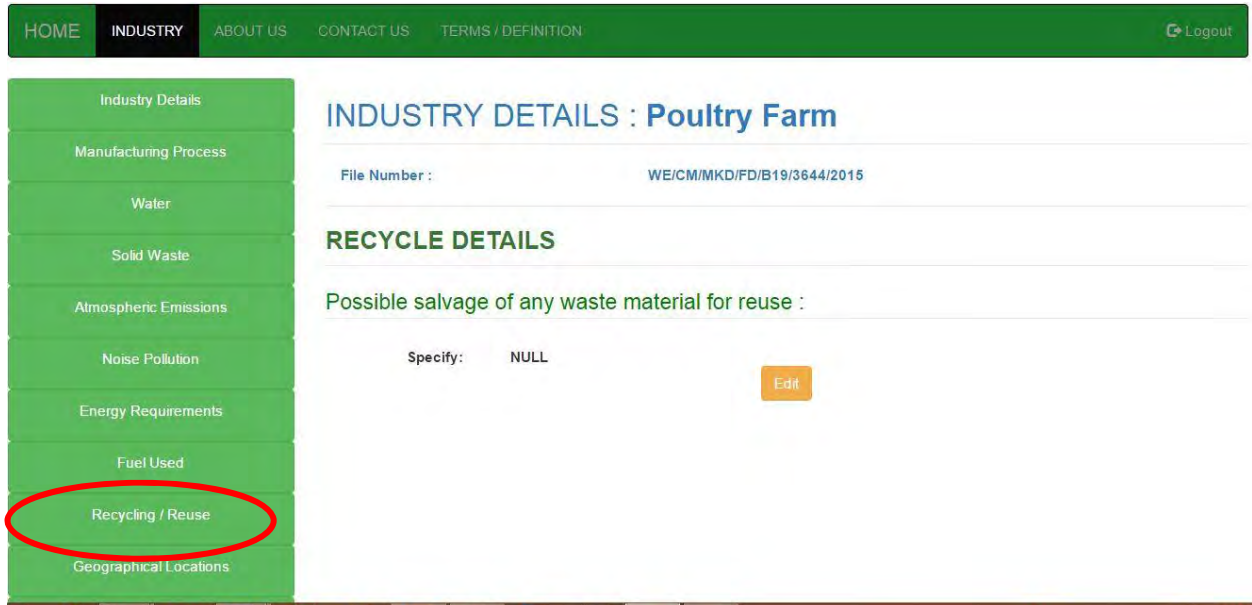 HOME INDUSTRY ABOUT US CONTACT US TERMS / DEFINITION Logout
Industry Details
Manufacturing Process
Water
Solid Waste
Atmospheric Emissions
Noise Pollution
Energy Requirements
Fuel Used
Recycling / Reuse
Geographical Locations
INDUSTRY DETAILS : Poultry Farm
File Number : WE/CM/MKD/FD/B19/3644/2015
RECYCLE DETAILS
Possible salvage of any waste material for reuse :
Specify: NULL
Edit